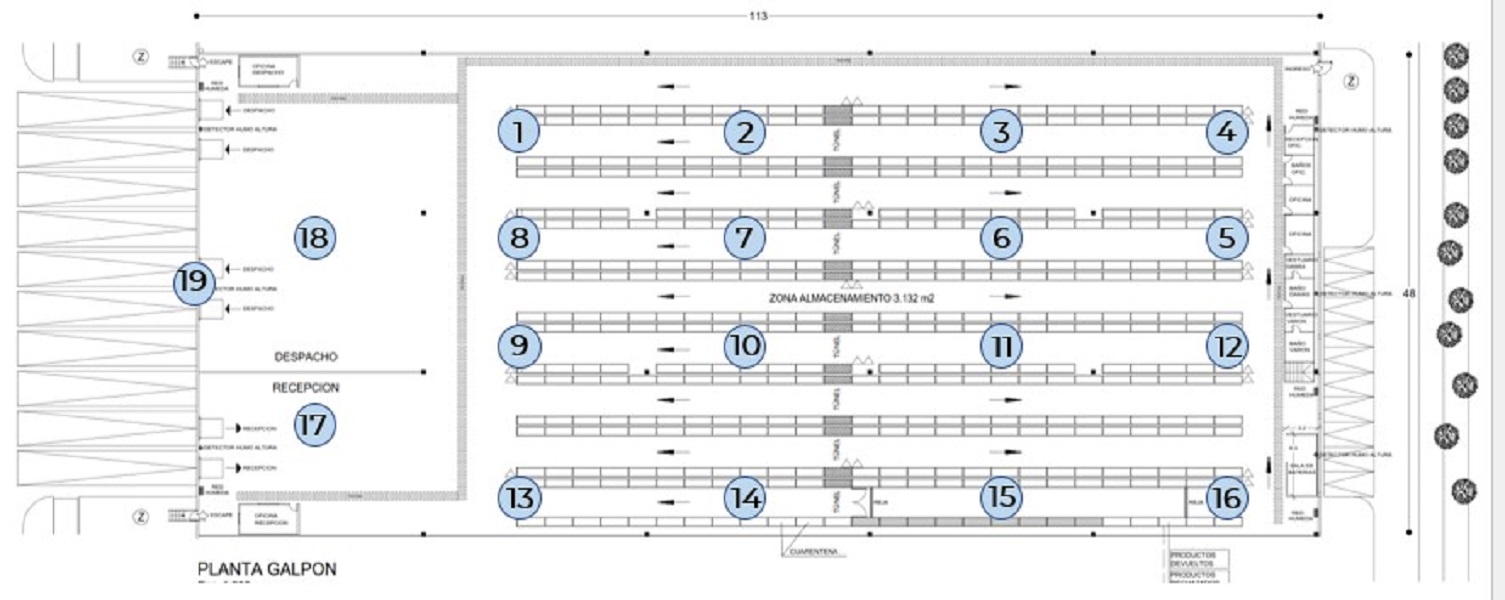 113
Z
ESCAPE
OFICINA
DESPACHO
RED
HUMEDA
DESPACHO
DETECTOR HUMO ALTURA
DESPACHO
INGRESO
Z
RED
HUMEDA
DETECTOR HUMO ALTURA
1
2
TUNEL
3
4
BAÑOS
OFIC.
TUNEL
OFICINA
18
8
7
TUNEL
6
5
OFICINA
19
DESPACHO
DETECTOR HUMO ALTURA
DESPACHO
ZONA ALMACENAMIENTO 3.132 m2
VESTUARIO
DAMAS
BAÑO
DAMAS
DETECTOR HUMO ALTURA
48
VESTUARIO
VARON
9
10
TUNEL
11
12
BAÑO
VARON
DESPACHO
RECEPCION
17
TUNEL
RED
HUMEDA
RECEPCION
DETECTOR HUMO ALTURA
RECEPCION
TUNEL
DETECTOR HUMO ALTURA
SALA DE
BATERIAS
RED
HUMEDA
13
14
TUNEL
REJA
15
REJA
16
RED
HUMEDA
Z
ESCAPE
OFICINA
RECEPCION
CUARENTENA
PRODUCTOS
DEVUELTOS
PRODUCTOS
PLANTA GALPON